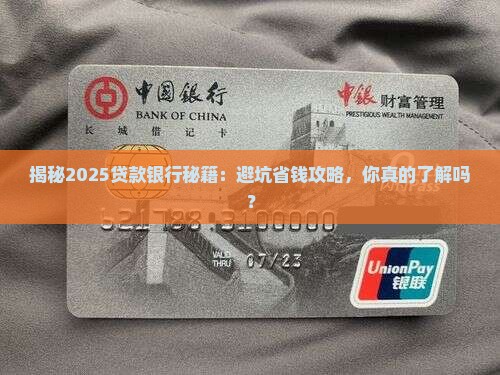 中国银行
BANK OF CHINA
长城借记卡
中银财富管理
PRESTIGIOUS WEALTH MANAGEMENT
揭秘2025贷款银行秘籍：避坑省钱攻略，你真的了解吗
？
VALID
THRU
07/23
UnionPay
银联